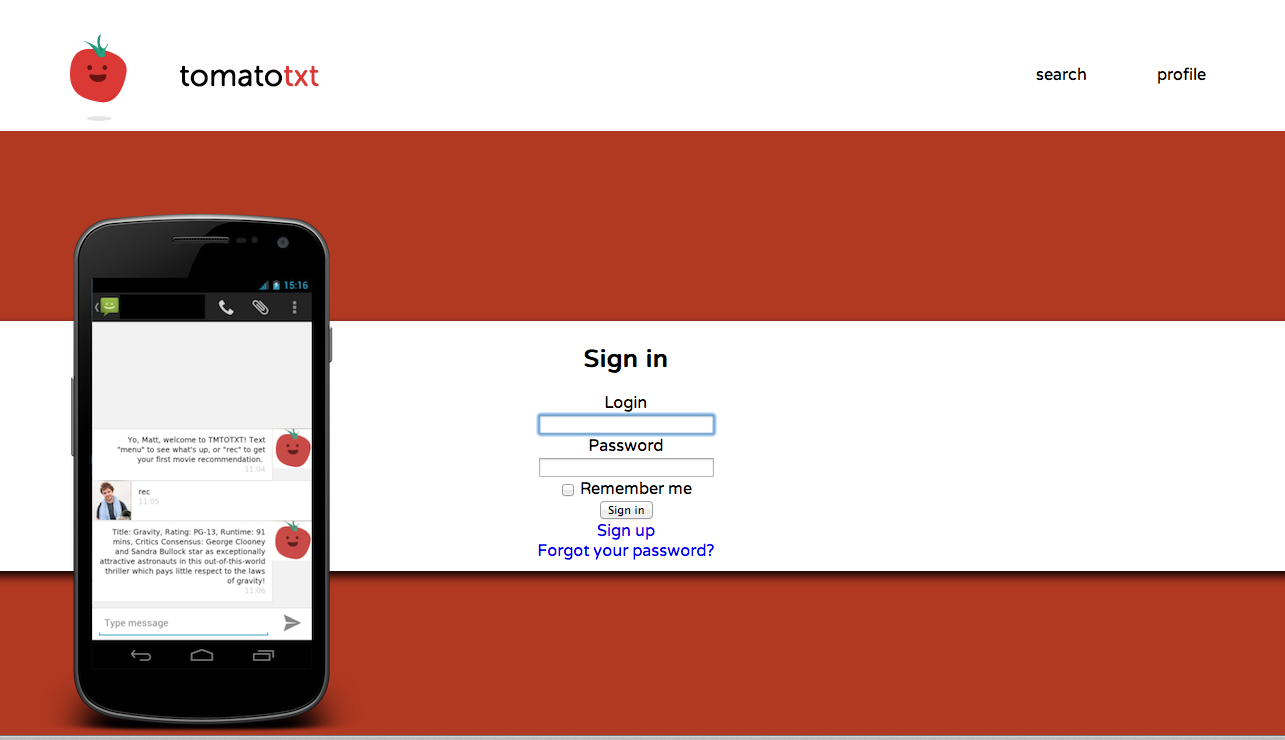 tomatotxt
search
profile
15:16
Yo, Matt, welcome to TMTOTXT! Text
"menu" to see what's up, or "rec" to get
your first movie recommendation.
11:04
rec
11:05
Title: Gravity, Rating: PG-13, Runtime: 91
mins, Critics Consensus: George Clooney
and Sandra Bullock star as exceptionally
attractive astronauts in this out-of-this-world
thriller which pays little respect to the laws
of gravity!
11:06
Type message
Sign in
Login
Password
Remember me
Sign in
Sign up
Forgot your password?